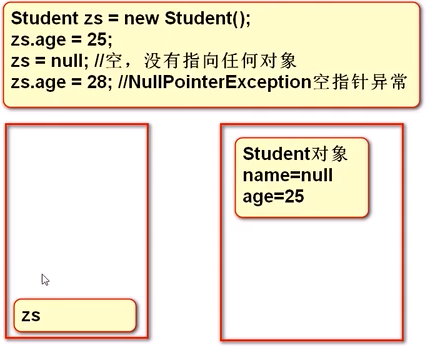 Student zs = new Student();
zs.age = 25;
zs = null; //空，没有指向任何对象
zs.age = 28; //NullPointerException空指针异常
Student对象
name=null
age=25
zs